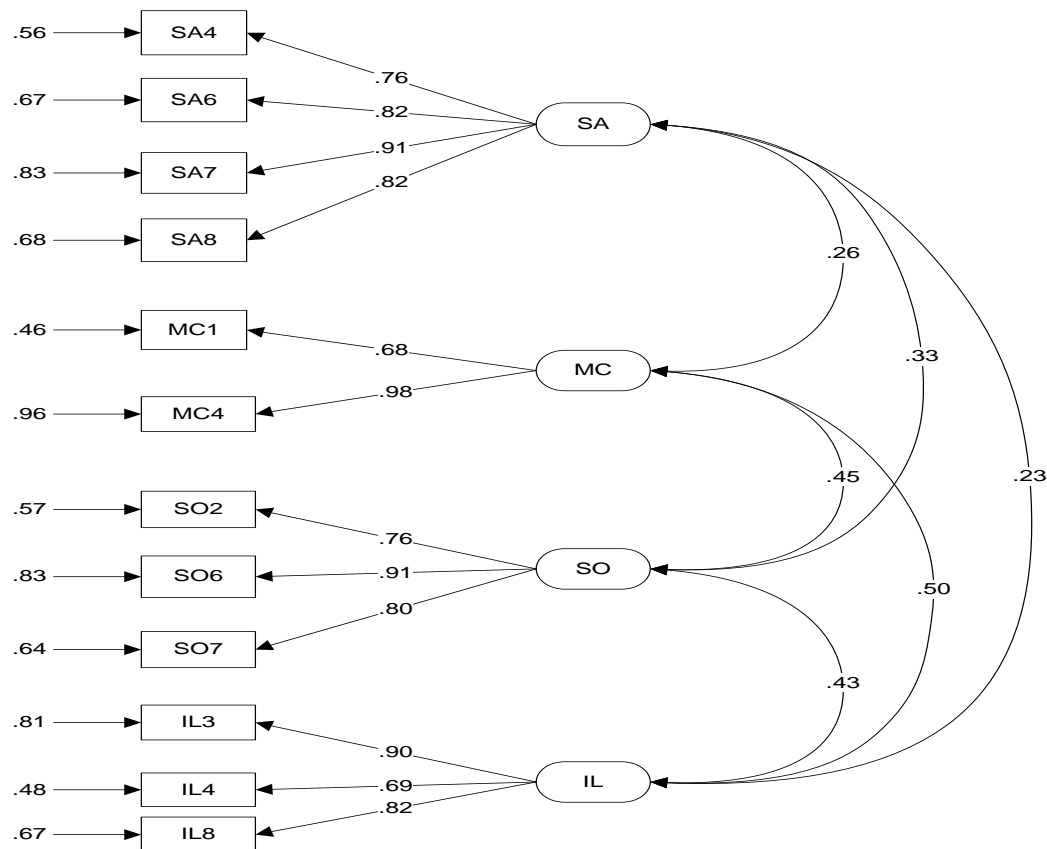 .56 SA4
.76
.67 SA6
.82
SA
.91
.83 SA7
.82
.68 SA8
.26
.46 MC1
.68
.33
MC
.98
.96 MC4
.45
.23
.57 SO2
.76
SO
.91
.83 SO6
.50
.80
.64 SO7
.43
.81 IL3
.90
IL
.69
.48 IL4
.82
.67 IL8